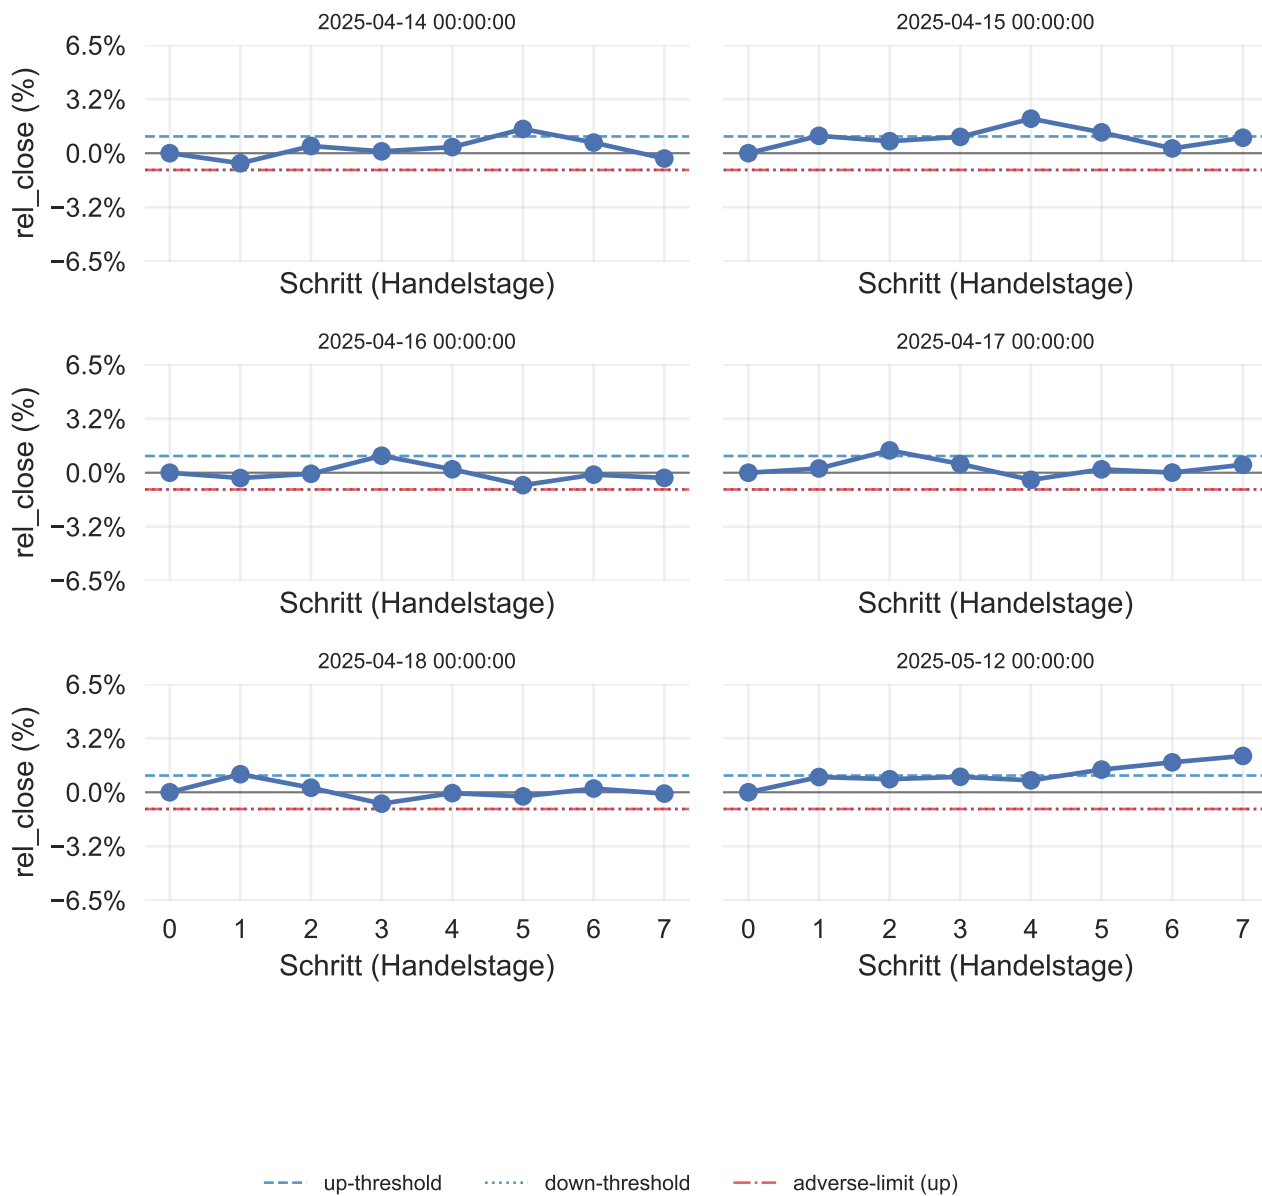 2025-04-14 00:00:00
2025-04-15 00:00:00
rel_close (%)
6.5%
3.2%
0.0%
−3.2%
−6.5%
Schritt (Handelstage)
Schritt (Handelstage)
2025-04-16 00:00:00
2025-04-17 00:00:00
rel_close (%)
6.5%
3.2%
0.0%
−3.2%
−6.5%
Schritt (Handelstage)
Schritt (Handelstage)
2025-04-18 00:00:00
2025-05-12 00:00:00
rel_close (%)
6.5%
3.2%
0.0%
−3.2%
−6.5%
0 1 2 3 4 5 6 7
0 1 2 3 4 5 6 7
Schritt (Handelstage)
Schritt (Handelstage)
up-threshold down-threshold adverse-limit (up)